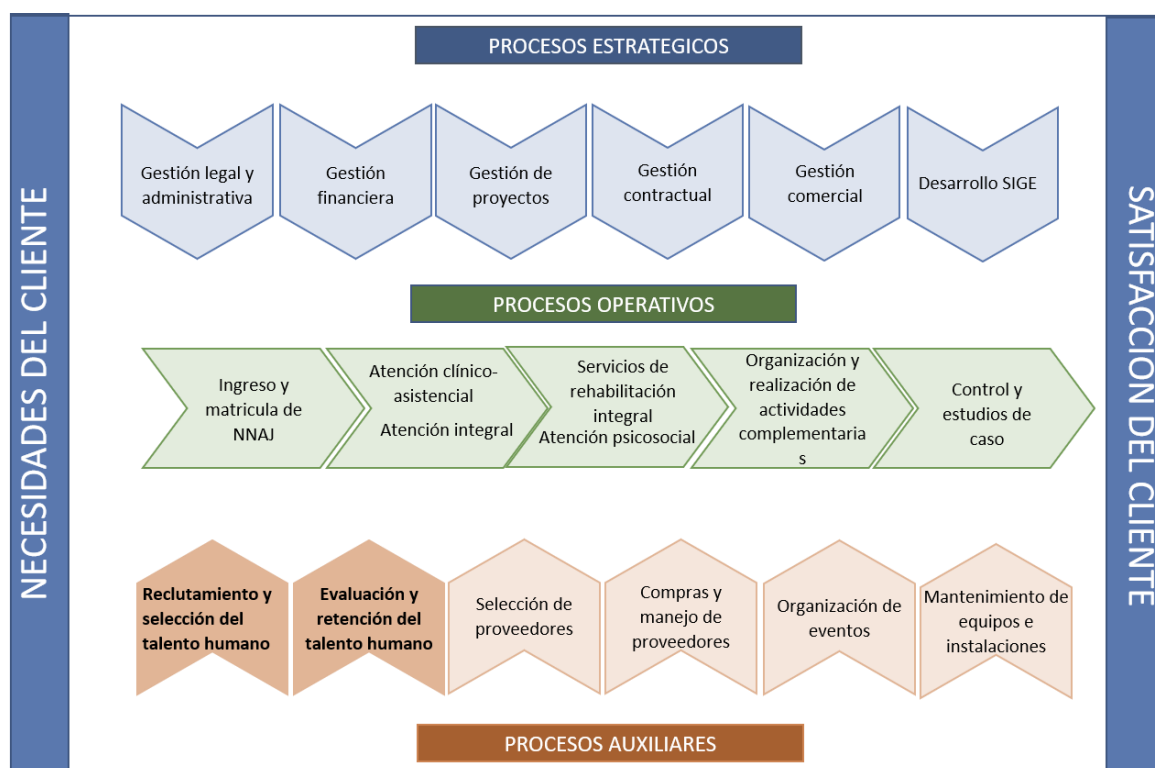 NECESIDADES DEL CLIENTE
PROCESOS ESTRATEGICOS
Gestión legal y
administrativa
Gestión
financiera
Gestión de
proyectos
Gestión
contractual
Gestión
comercial
Desarrollo SIGE
PROCESOS OPERATIVOS
Ingreso y
matricula de
NNAJ
Atención clínico-
asistencial
Atención integral
Servicios de
rehabilitación
integral
Atención psicosocial
Organización y
realización de
actividades
complementaria
s
Control y
estudios de
caso
Reclutamiento y
selección del
talento humano
Evaluación y
retención del
talento humano
Selección de
proveedores
Compras y
manejo de
proveedores
Organización de
eventos
Mantenimiento de
equipos e
instalaciones
PROCESOS AUXILIARES
SATISFACCION DEL CLIENTE